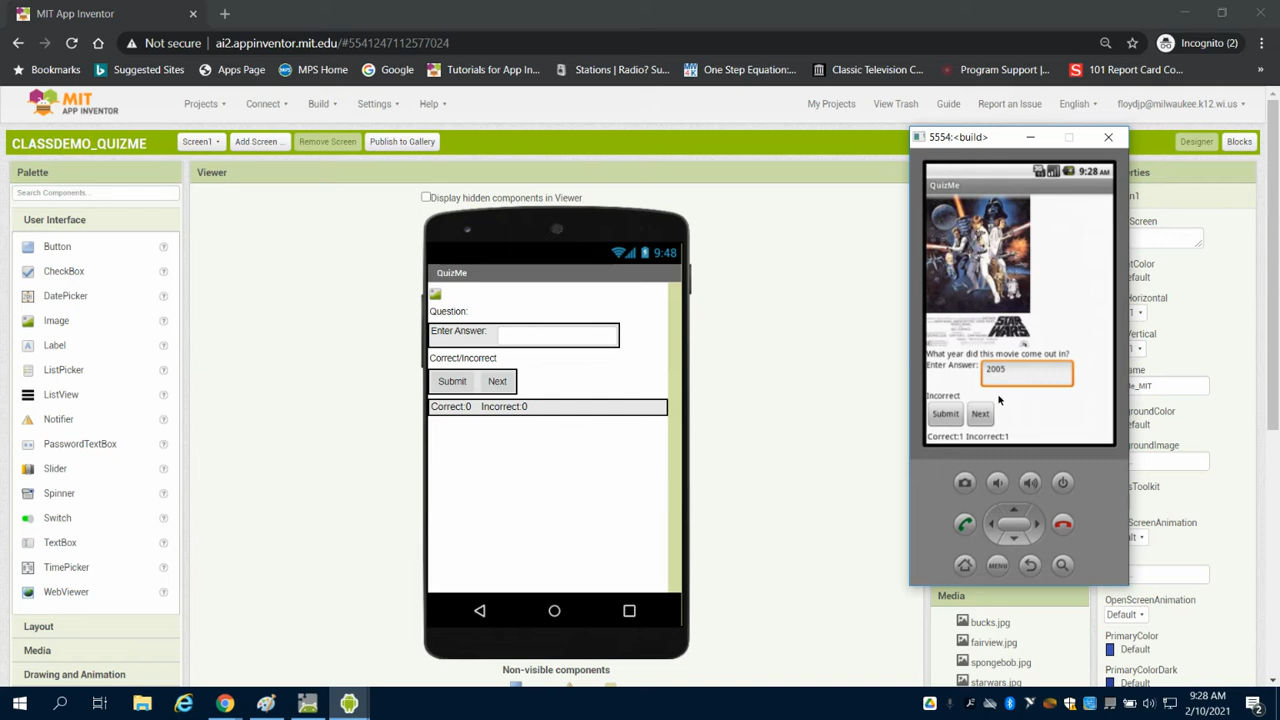 MIT App Inventor
Not secure
ai2.appinventor.mit.edu/#5541247112577024
Incognito (2)
Bookmarks
Suggested Sites
Apps Page
MPS Home
Google
Tutorials for App In...
Stations | Radio? Su...
One Step Equation:...
Classic Television C...
Program Support |...
101 Report Card Co...
MIT
APP INVENTOR
Projects
Connect
Build
Settings
Help
My Projects
View Trash
Guide
Report an Issue
English
floydjp@milwaukee.k12.wi.us
CLASSDEMO_QUIZME
Screen1
Add Screen ...
Remove Screen
Publish to Gallery
Designer
Blocks
Palette
Search Components...
User Interface
Button
CheckBox
DatePicker
Image
Label
ListPicker
ListView
Notifier
PasswordTextBox
Slider
Spinner
Switch
TextBox
TimePicker
WebViewer
Layout
Media
Drawing and Animation
Viewer
Display hidden components in Viewer
9:48
QuizMe
Question:
Enter Answer:
Correct/Incorrect
Submit
Next
Correct:0 Incorrect:0
Non-visible components
5554:<build>
9:28 AM
QuizMe
STAR
WARS
What year did this movie come out in?
Enter Answer:
2005
Incorrect
Submit
Next
Correct:1 Incorrect:1
MENU
Media
bucks.jpg
fairview.jpg
spongebob.jpg
starwars.jpg
OpenScreenAnimation
Default
PrimaryColor
Default
PrimaryColorDark
Default
9:28 AM
2/10/2021
2